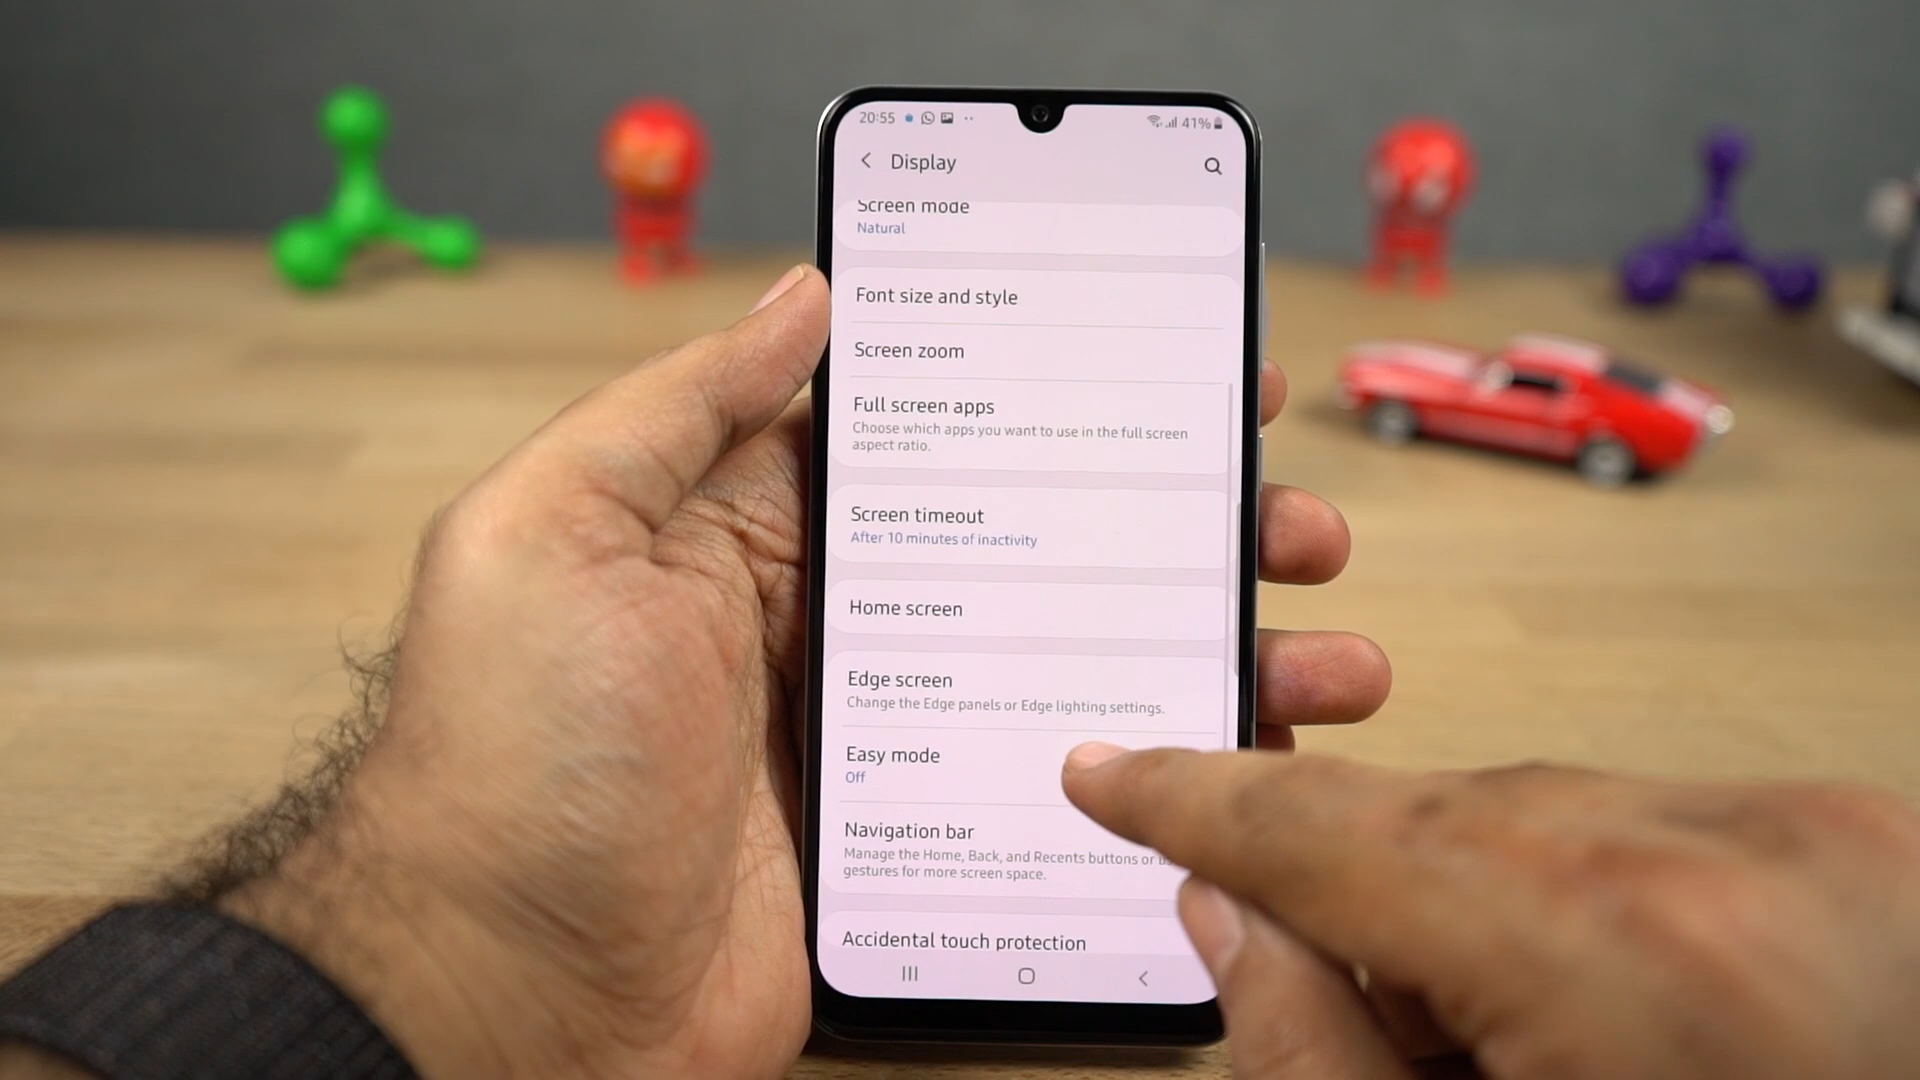 20:55
41%
Display
Screen mode
Natural
Font size and style
Screen zoom
Full screen apps
Choose which apps you want to use in the full screen
aspect ratio.
Screen timeout
After 10 minutes of inactivity
Home screen
Edge screen
Change the Edge panels or Edge lighting settings.
Easy mode
Off
Navigation bar
Manage the Home, Back, and Recents buttons or
gestures for more screen space.
Accidental touch protection